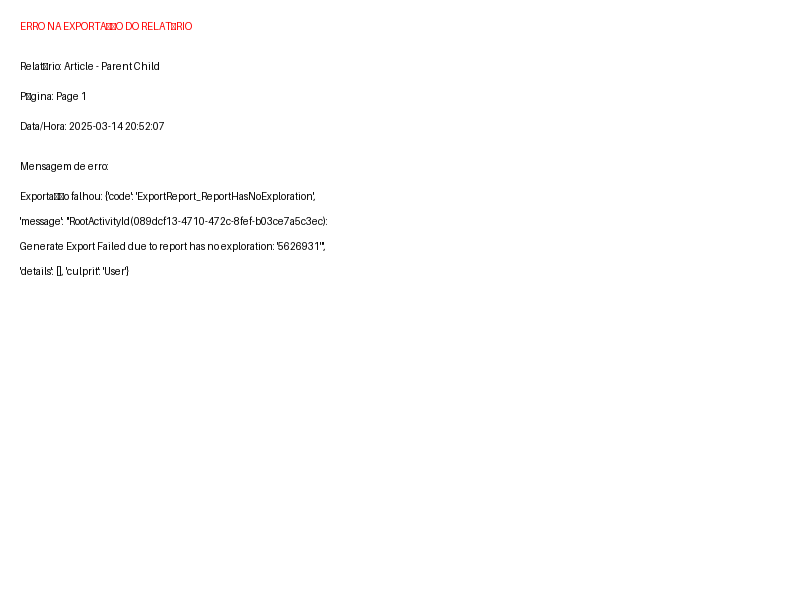 ERRO NA EXPORTA□□O DO RELAT□RIO
Relat□rio: Article - Parent Child
P□gina: Page 1
Data/Hora: 2025-03-14 20:52:07
Mensagem de erro:
Exporta□□o falhou: {'code': 'ExportReport_ReportHasNoExploration',
'message': "RootActivityId(089dcf13-4710-472c-8fef-b03ce7a5c3ec):
Generate Export Failed due to report has no exploration: '5626931'",
'details': [], 'culprit': 'User'}